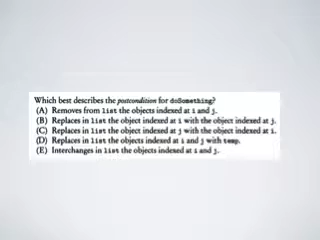 Which best describes the postcondition for doSomething?
(A) Removes from list the objects indexed at i and j.
(B) Replaces in list the object indexed at i with the object indexed at j.
(C) Replaces in list the object indexed at j with the object indexed at i.
(D) Replaces in list the objects indexed at i and j with temp.
(E) Interchanges in list the objects indexed at i and j.